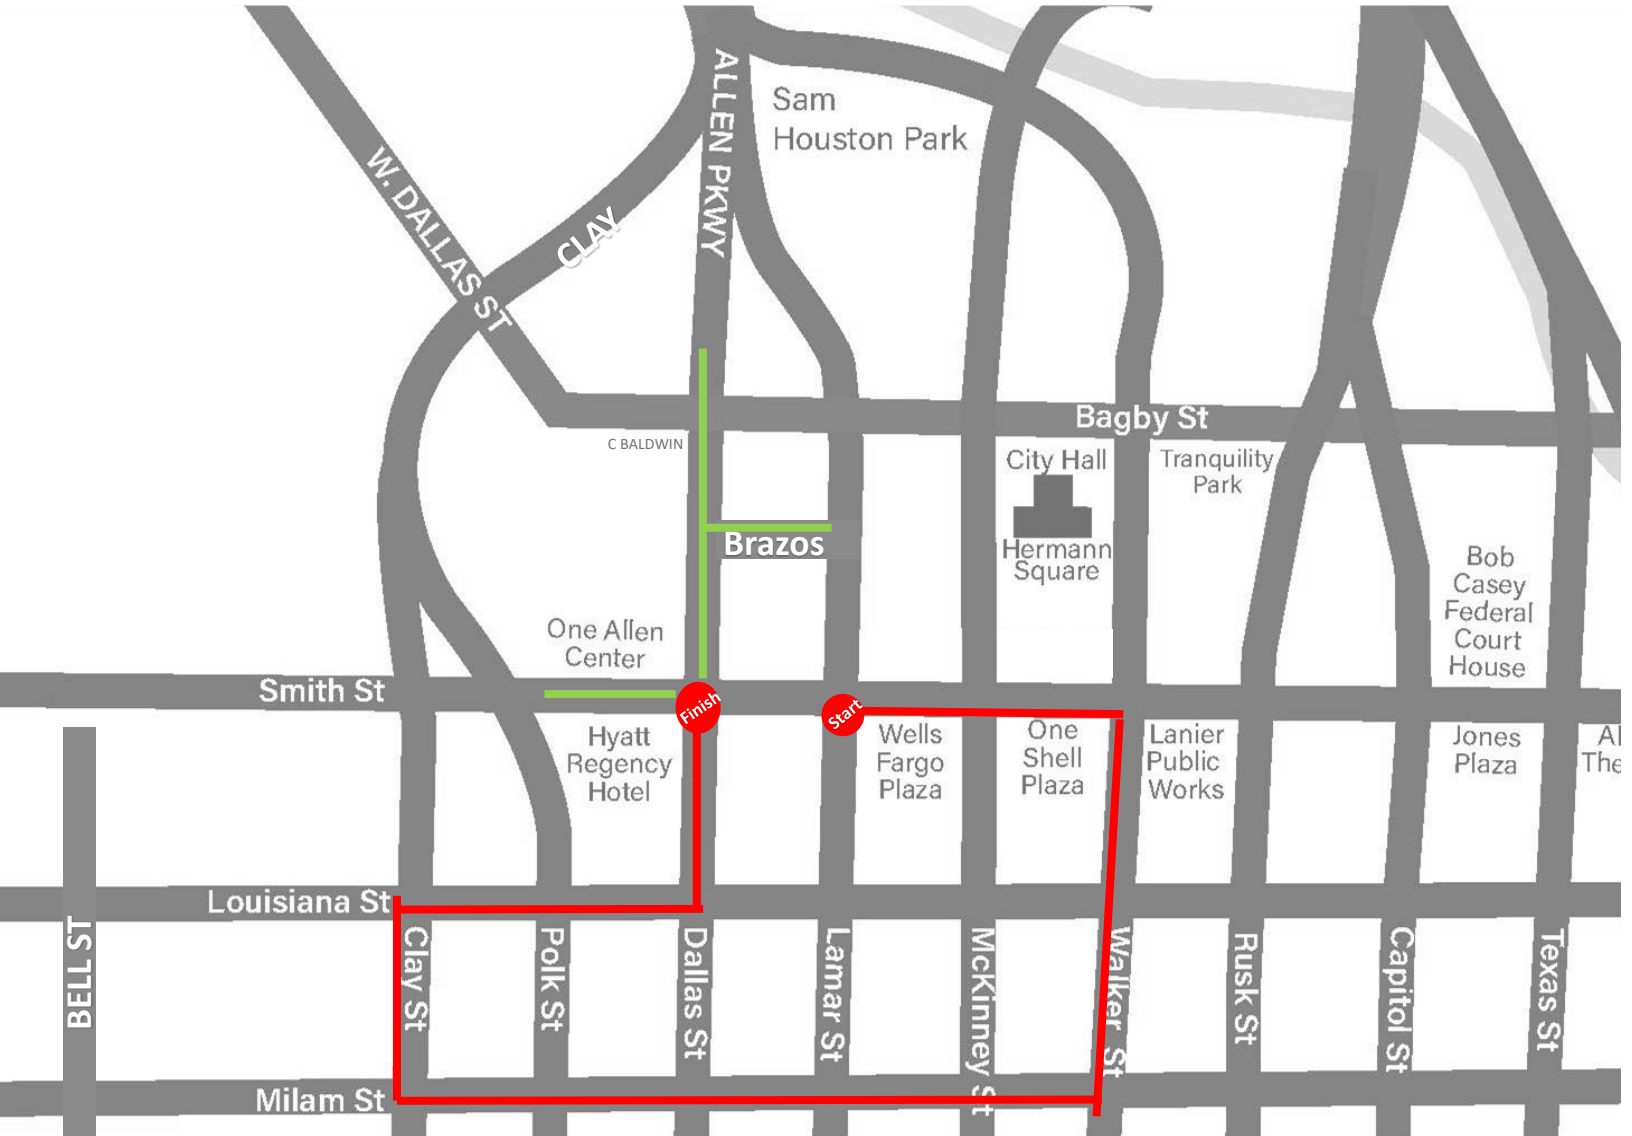 ALLEN PKWY
Sam
Houston Park
W. DALLAS ST
CLAY
Bagby St
C BALDWIN
City Hall
Tranquility
Park
Brazos
Hermann
Square
Bob
Casey
Federal
Court
House
One Allen
Center
Smith St
Finish
Start
Hyatt
Regency
Hotel
Wells
Fargo
Plaza
One
Shell
Plaza
Lanier
Public
Works
Jones
Plaza
Al
The
Louisiana St
BELL ST
Clay St
Polk St
Dallas St
Lamar St
McKinney St
Walker St
Rusk St
Capitol St
Texas St
Milam St